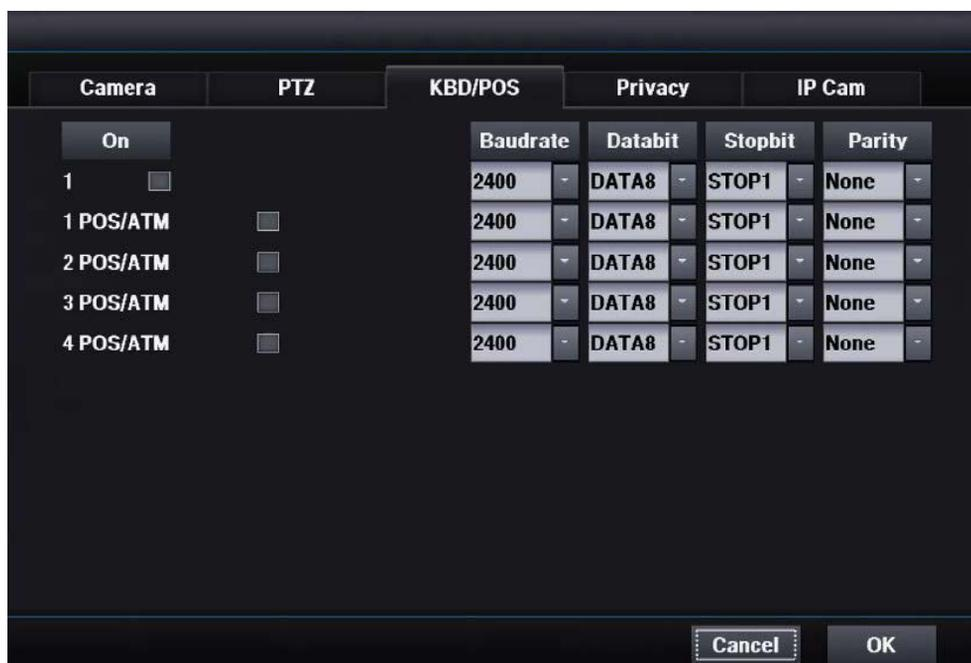 Camera PTZ KBD/POS Privacy IP Cam
On Baudrate Databit Stopbit Parity
1 2400 DATA8 STOP1 None
1 POS/ATM 2400 DATA8 STOP1 None
2 POS/ATM 2400 DATA8 STOP1 None
3 POS/ATM 2400 DATA8 STOP1 None
4 POS/ATM 2400 DATA8 STOP1 None
Cancel OK